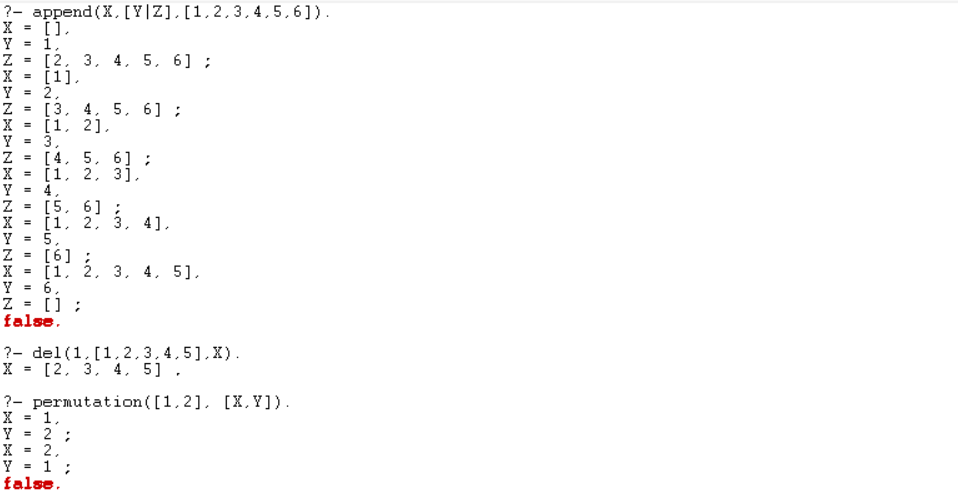 ?- append(X,[Y|Z],[1,2,3,4,5,6]).
X = [],
Y = 1,
Z = [2, 3, 4, 5, 6] ;
X = [1],
Y = 2,
Z = [3, 4, 5, 6] ;
X = [1, 2],
Y = 3,
Z = [4, 5, 6] ;
X = [1, 2, 3],
Y = 4,
Z = [5, 6] ;
X = [1, 2, 3, 4],
Y = 5,
Z = [6] ;
X = [1, 2, 3, 4, 5],
Y = 6,
Z = [] ;
false.
?- del(1,[1,2,3,4,5],X).
X = [2, 3, 4, 5] .
?- permutation([1,2], [X,Y]).
X = 1,
Y = 2 ;
X = 2,
Y = 1 ;
false.